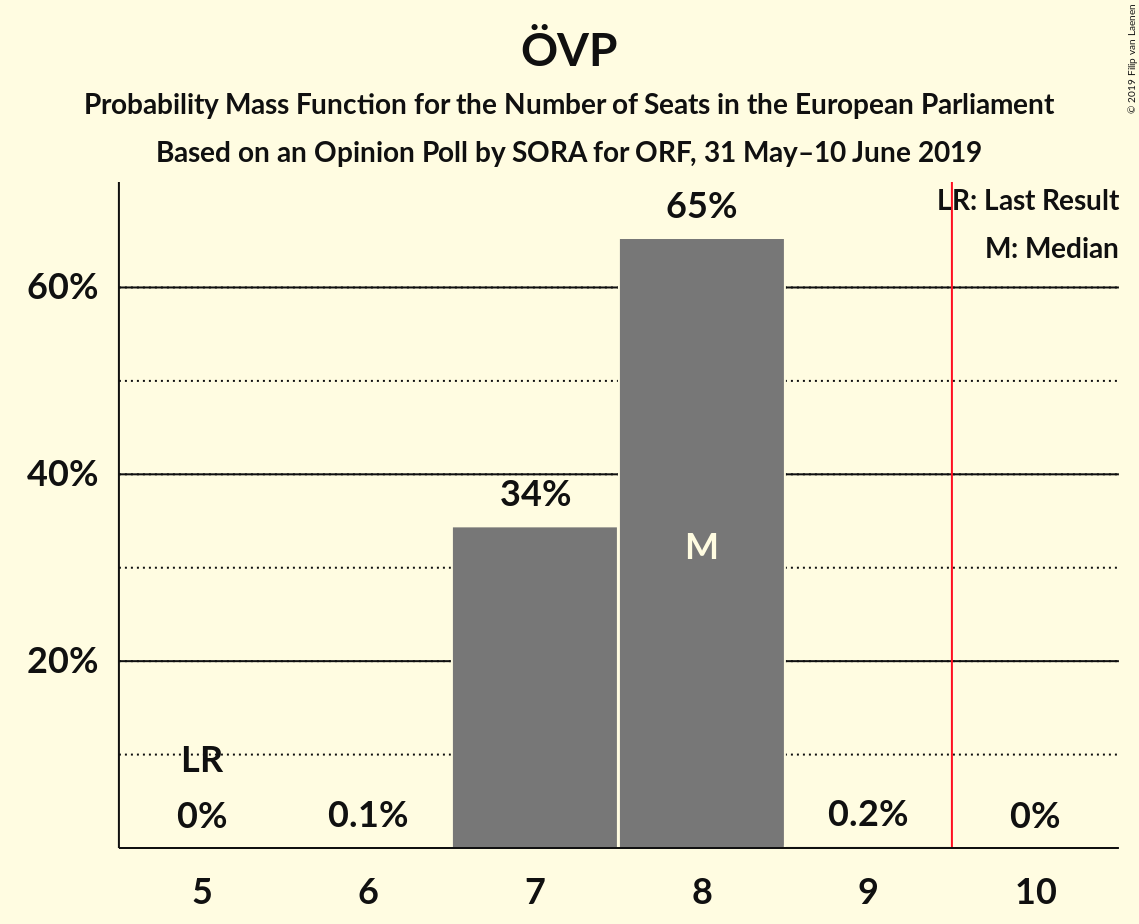 ÖVP
Probability Mass Function for the Number of Seats in the European Parliament
Based on an Opinion Poll by SORA for ORF, 31 May–10 June 2019
© 2019 Filip van Laenen
LR: Last Result
M: Median
65%
60%
40%
34%
M
20%
LR
0%
0.1%
0.2%
0%
5 6 7 8 9 10